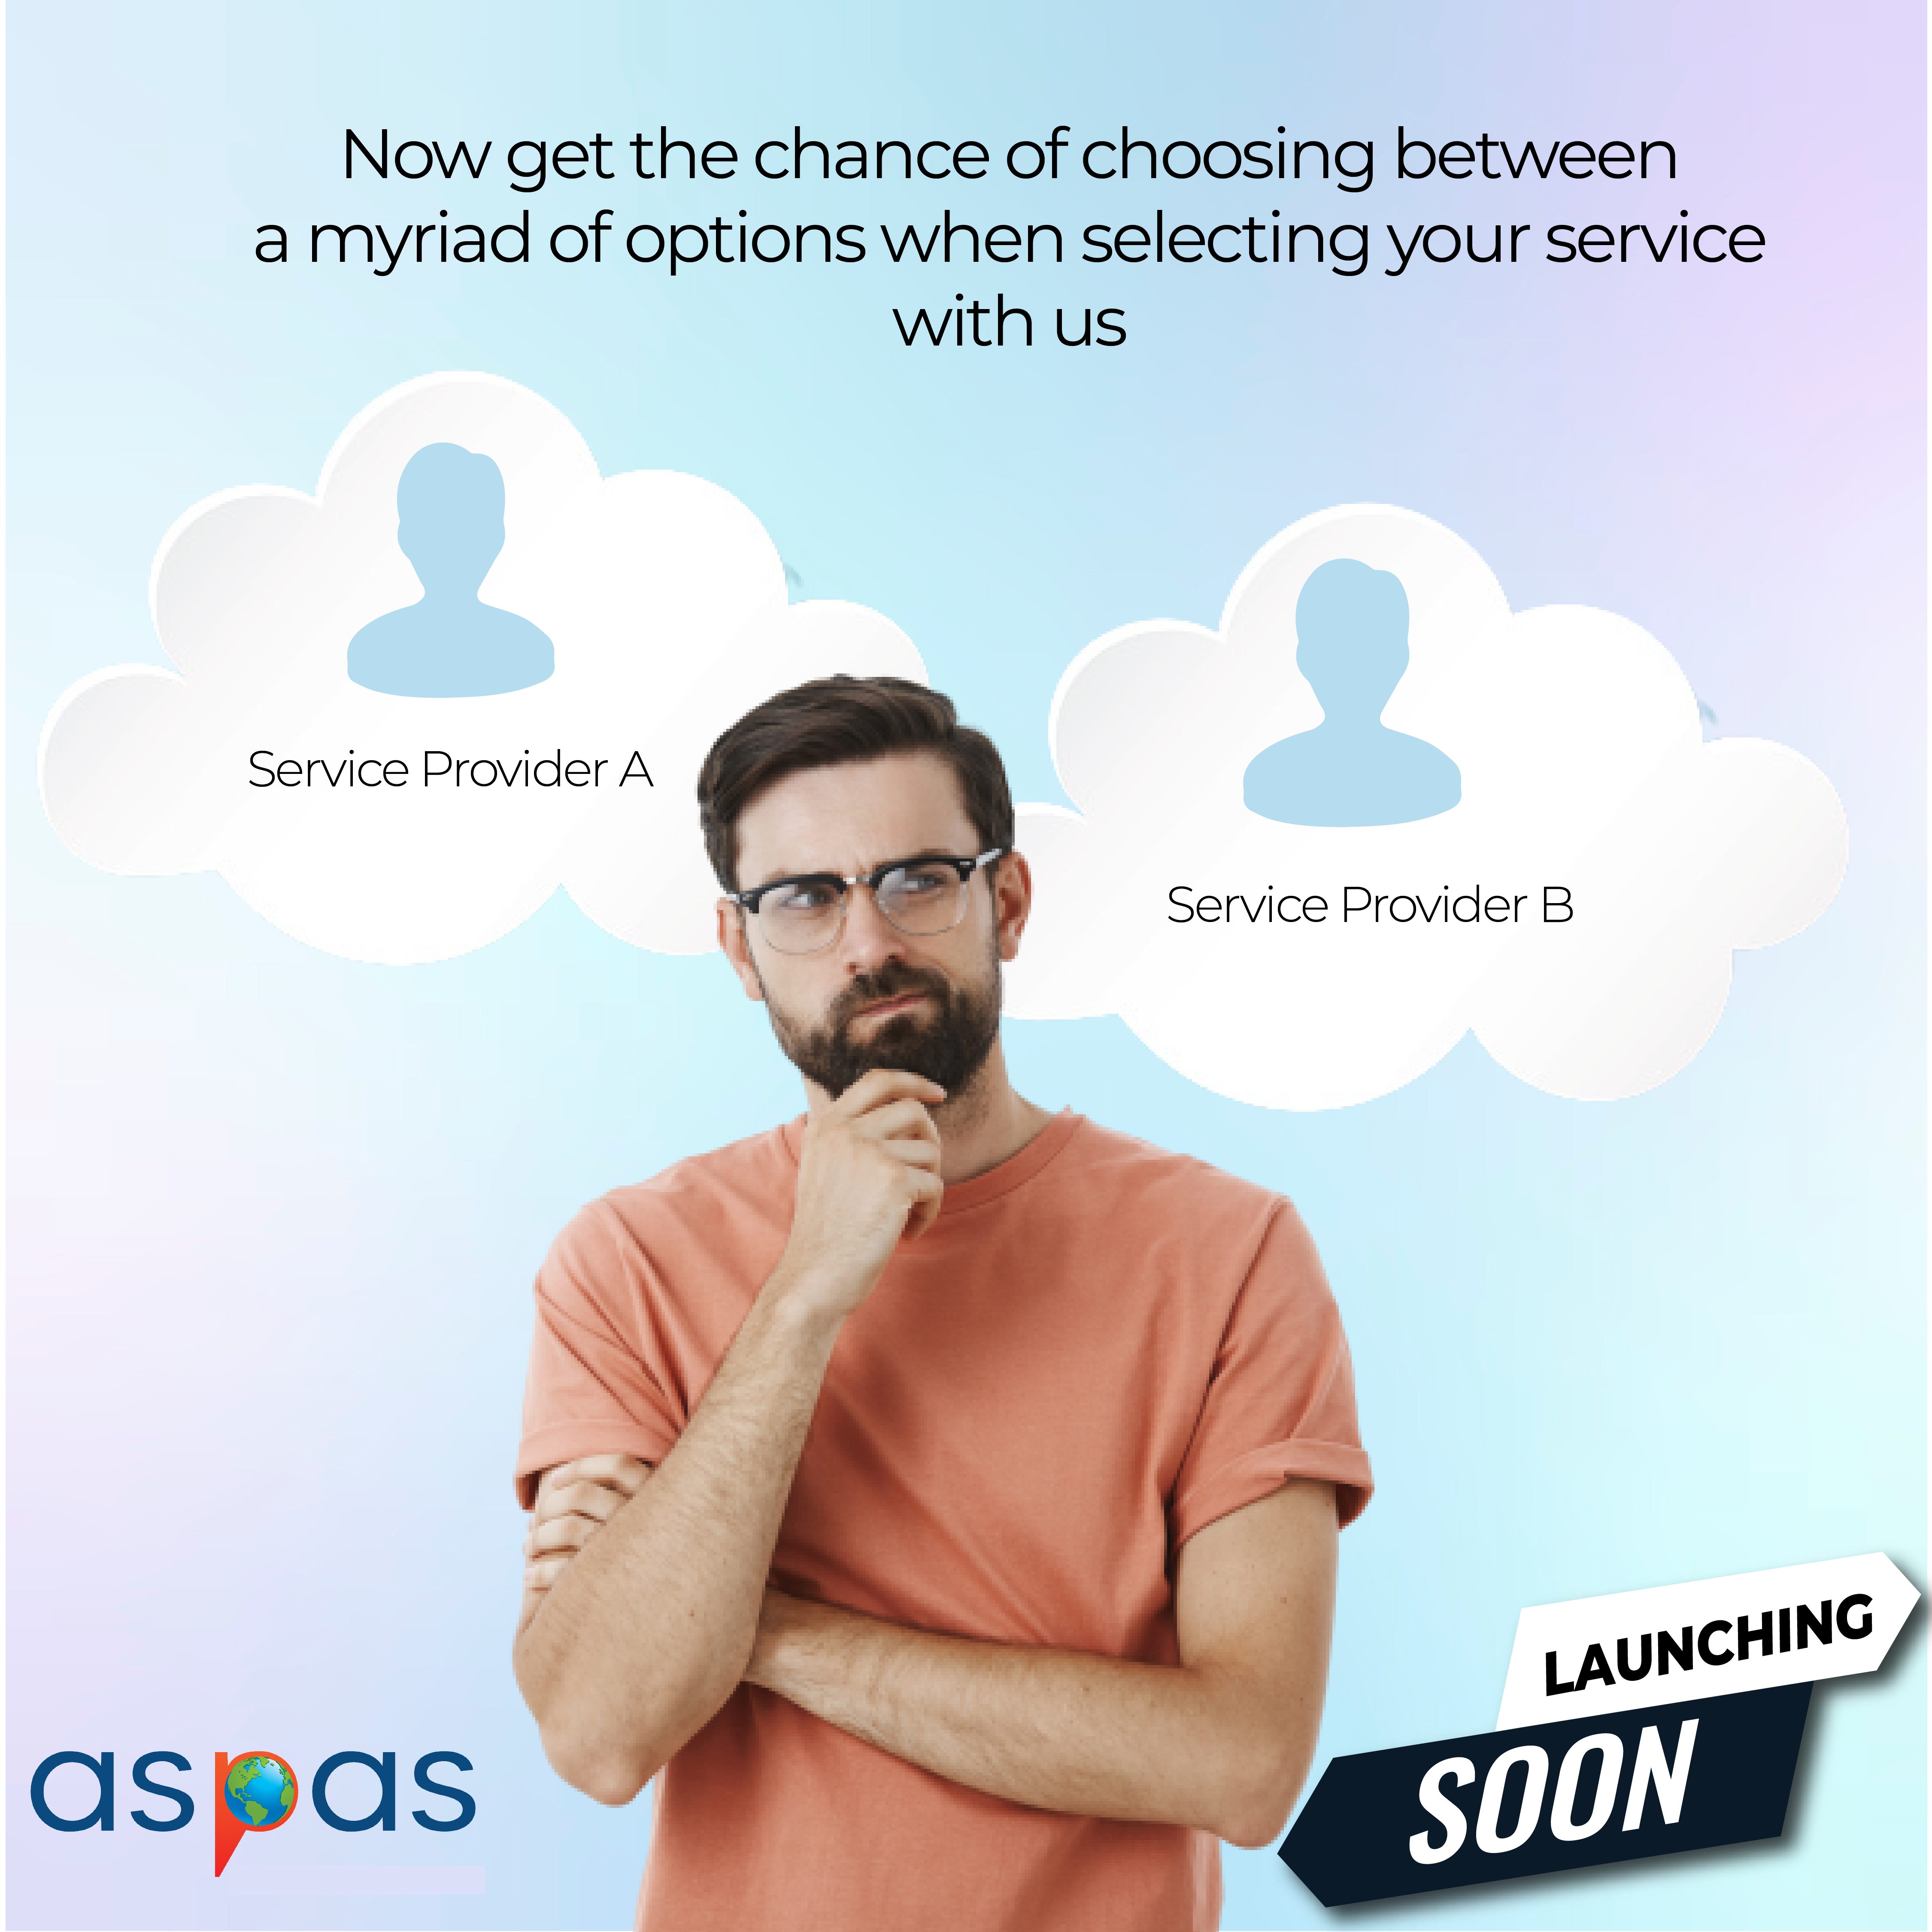 Now get the chance of choosing between
a myriad of options when selecting your service
with us
Service Provider A
Service Provider B
LAUNCHING
SOON
aspas